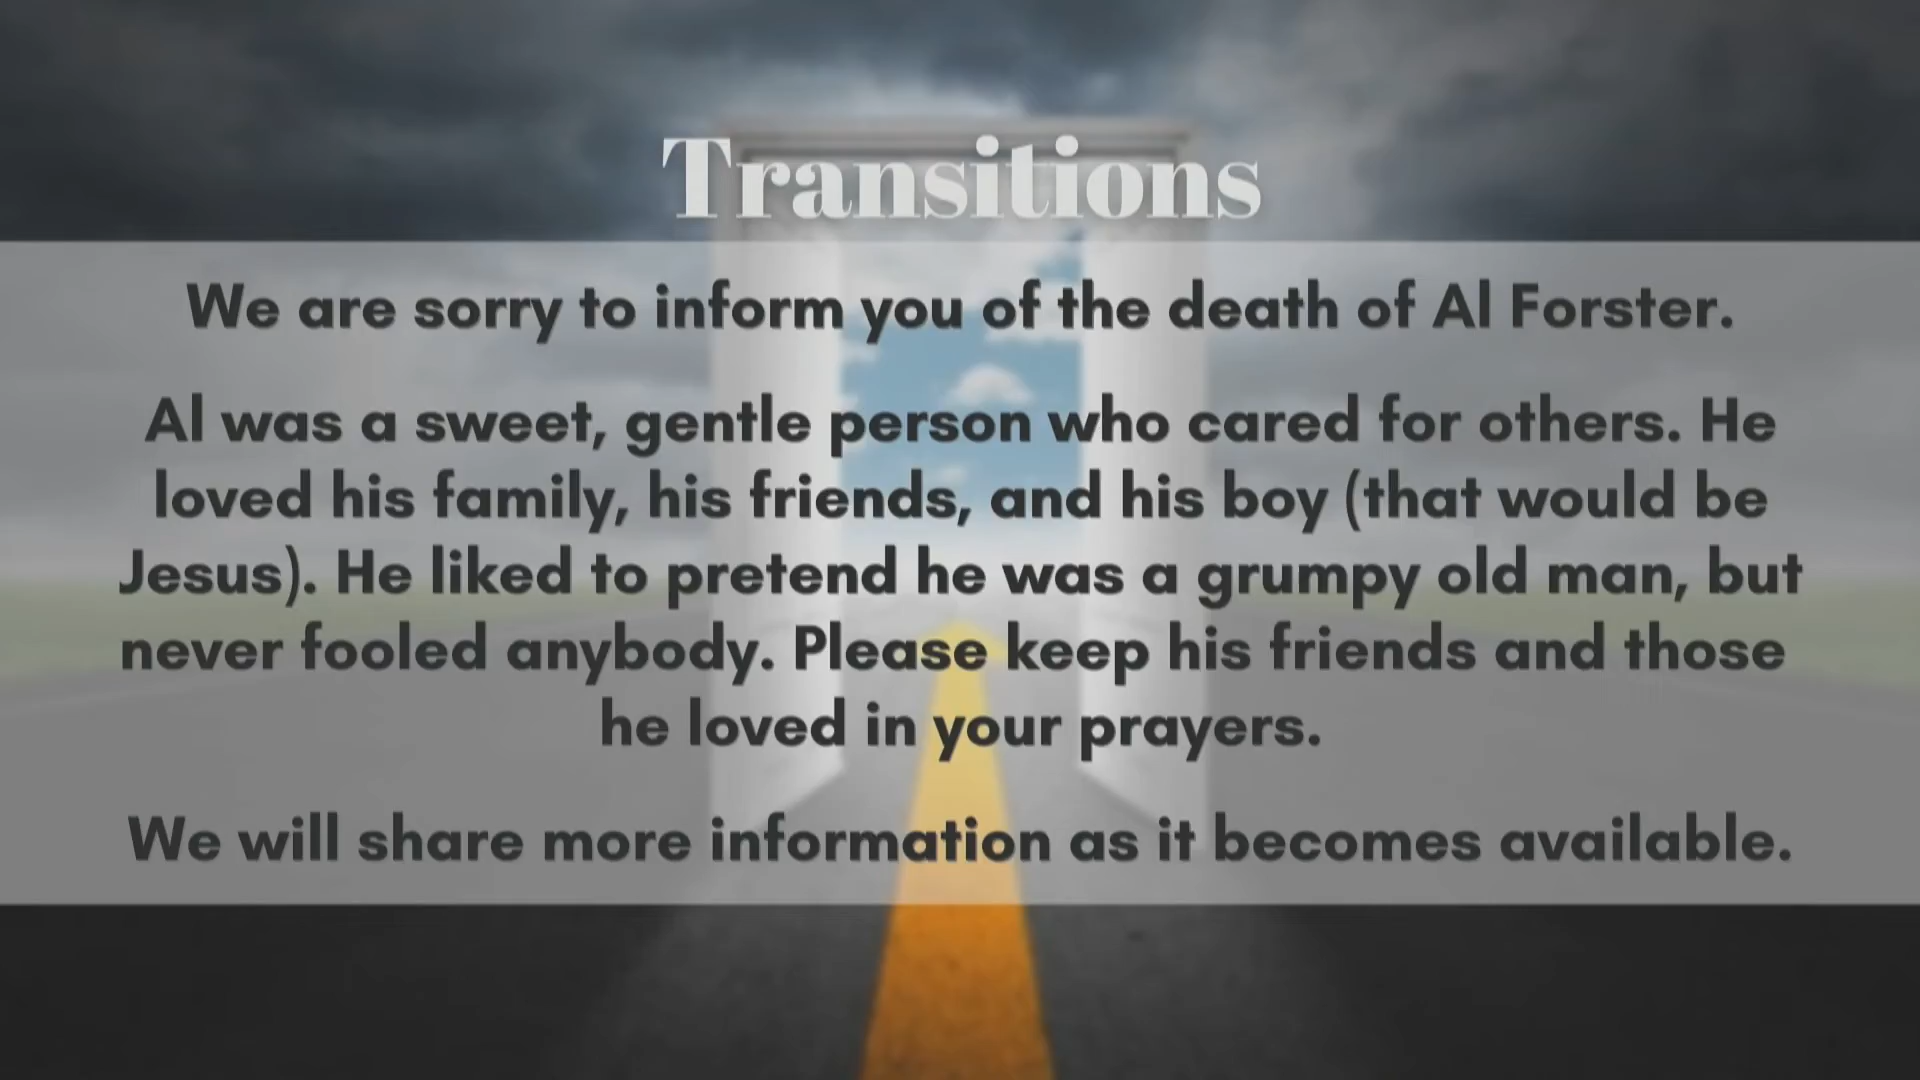 Transitions
We are sorry to inform you of the death of Al Forster.
Al was a sweet, gentle person who cared for others. He
loved his family, his friends, and his boy (that would be
Jesus). He liked to pretend he was a grumpy old man, but
never fooled anybody. Please keep his friends and those
he loved in your prayers.
We will share more information as it becomes available.